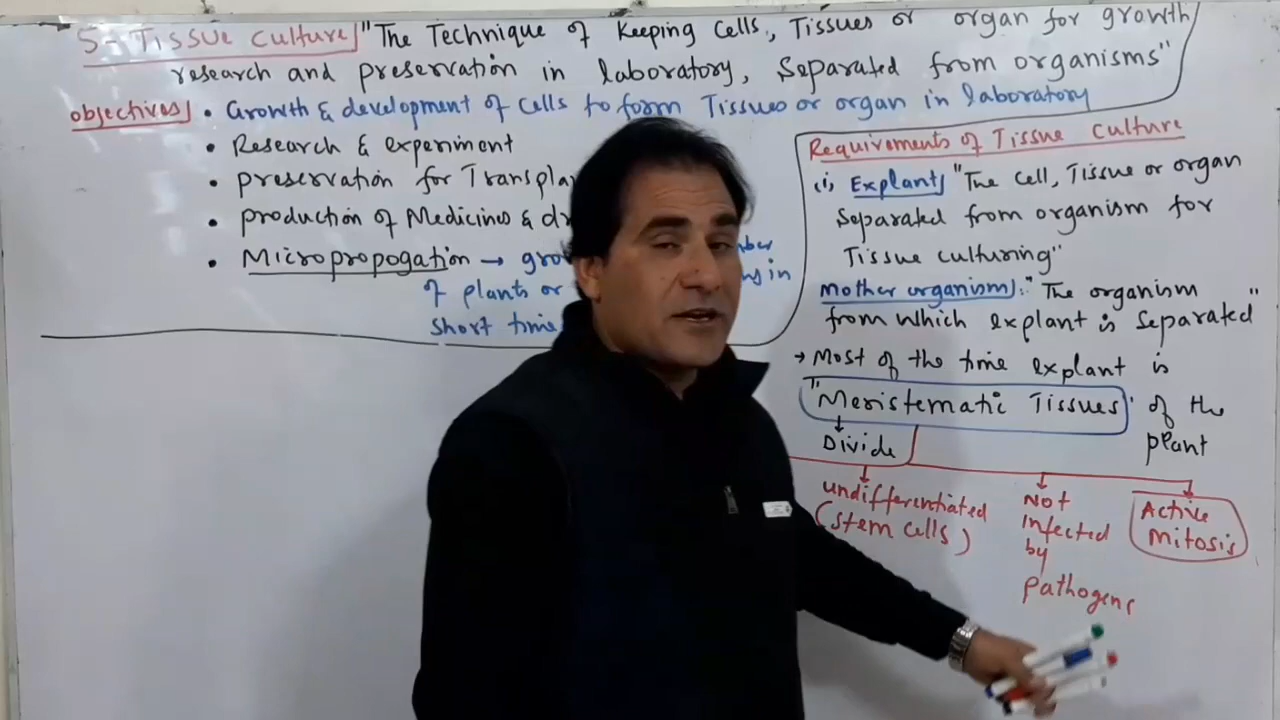 5- Tissue culture "The Technique of Keeping Cells, Tissues or organ for growth
research and preservation in laboratory, Separated from organisms"
objectives • Growth & development of cells to form Tissues or organ in laboratory
• Research & experiment
• preservation for
• production of Medicines &
• Micropropogation →
of plants or in
short time
Requirements of Tissue culture
(i) Explant "The Cell, Tissue or organ
Separated from organism for
Tissue culturing"
mother organism: "The organism
from which explant is separated"
→ Most of the time explant is
"Meristematic Tissues" of the
plant
Divide
undifferentiated
(stem cells)
Not
infected
by
pathogens
Active
Mitosis